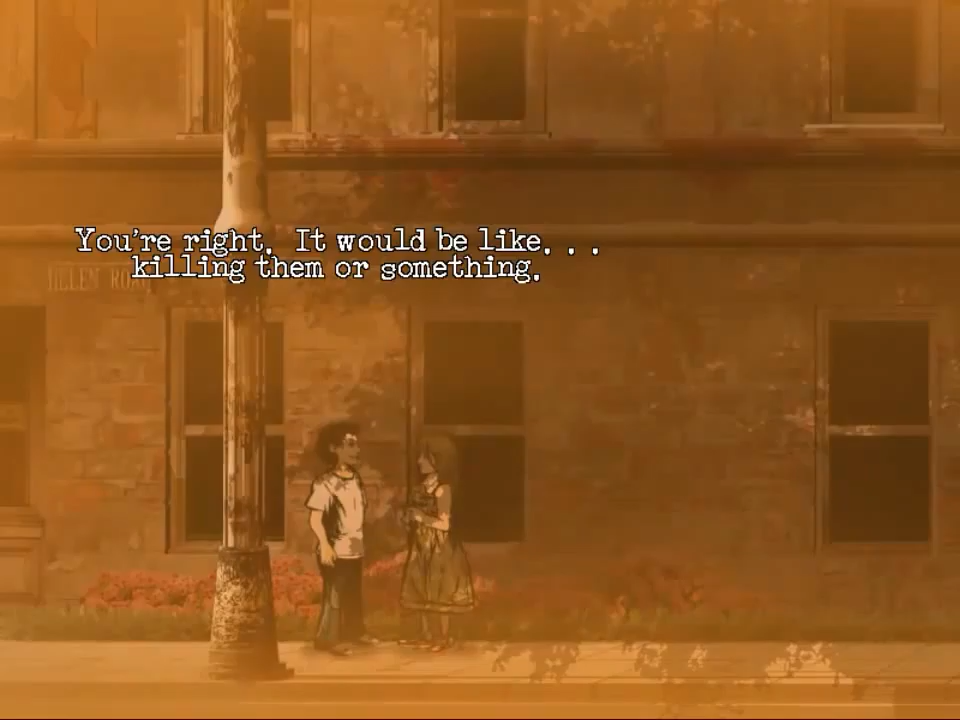 You're right. It would be like. . .
killing them or something.
HELEN ROAD